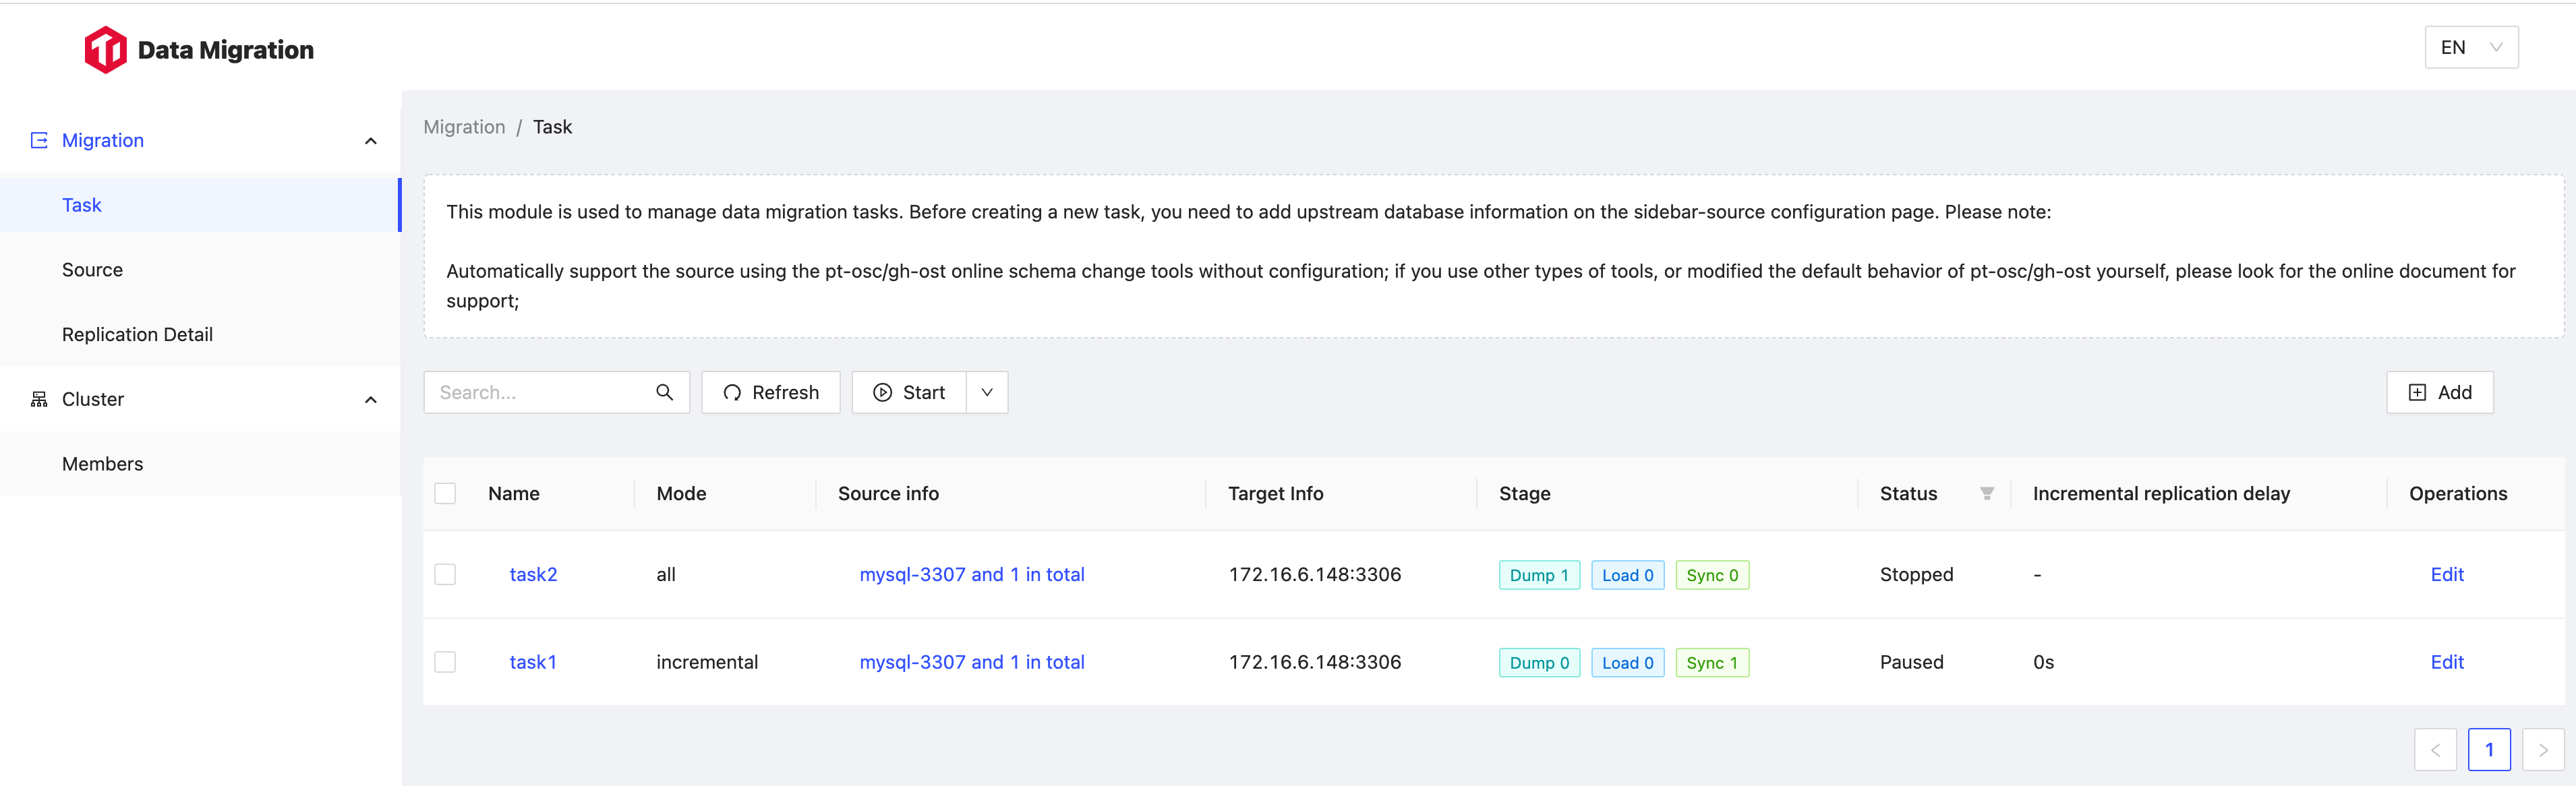 Data Migration
EN
Migration
Task
Source
Replication Detail
Cluster
Members
Migration / Task
This module is used to manage data migration tasks. Before creating a new task, you need to add upstream database information on the sidebar-source configuration page. Please note:
Automatically support the source using the pt-osc/gh-ost online schema change tools without configuration; if you use other types of tools, or modified the default behavior of pt-osc/gh-ost yourself, please look for the online document for
support;
Search... Refresh Start Add
Name Mode Source info Target Info Stage Status Incremental replication delay Operations
task2 all mysql-3307 and 1 in total 172.16.6.148:3306 Dump 1 Load 0 Sync 0 Stopped - Edit
task1 incremental mysql-3307 and 1 in total 172.16.6.148:3306 Dump 0 Load 0 Sync 1 Paused 0s Edit
< 1 >